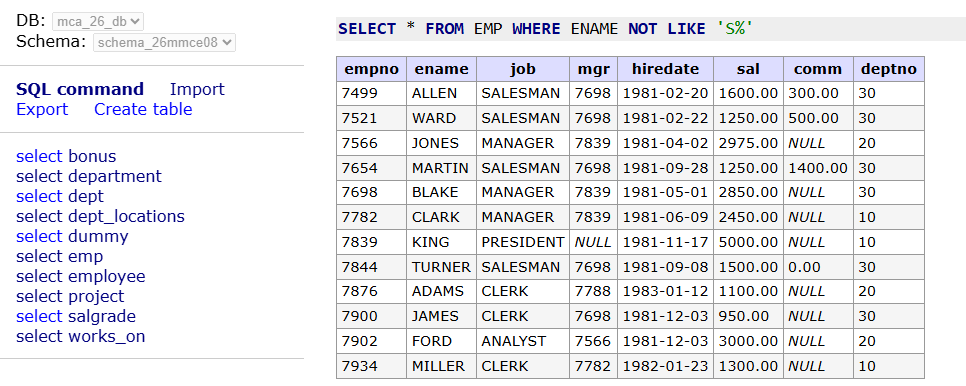 DB: mca_26_db
Schema: schema_26mmce08
SQL command Import
Export Create table
select bonus
select department
select dept
select dept_locations
select dummy
select emp
select employee
select project
select salgrade
select works_on
SELECT * FROM EMP WHERE ENAME NOT LIKE 'S%'
empno ename job mgr hiredate sal comm deptno
7499 ALLEN SALESMAN 7698 1981-02-20 1600.00 300.00 30
7521 WARD SALESMAN 7698 1981-02-22 1250.00 500.00 30
7566 JONES MANAGER 7839 1981-04-02 2975.00 NULL 20
7654 MARTIN SALESMAN 7698 1981-09-28 1250.00 1400.00 30
7698 BLAKE MANAGER 7839 1981-05-01 2850.00 NULL 30
7782 CLARK MANAGER 7839 1981-06-09 2450.00 NULL 10
7839 KING PRESIDENT NULL 1981-11-17 5000.00 NULL 10
7844 TURNER SALESMAN 7698 1981-09-08 1500.00 0.00 30
7876 ADAMS CLERK 7788 1983-01-12 1100.00 NULL 20
7900 JAMES CLERK 7698 1981-12-03 950.00 NULL 30
7902 FORD ANALYST 7566 1981-12-03 3000.00 NULL 20
7934 MILLER CLERK 7782 1982-01-23 1300.00 NULL 10